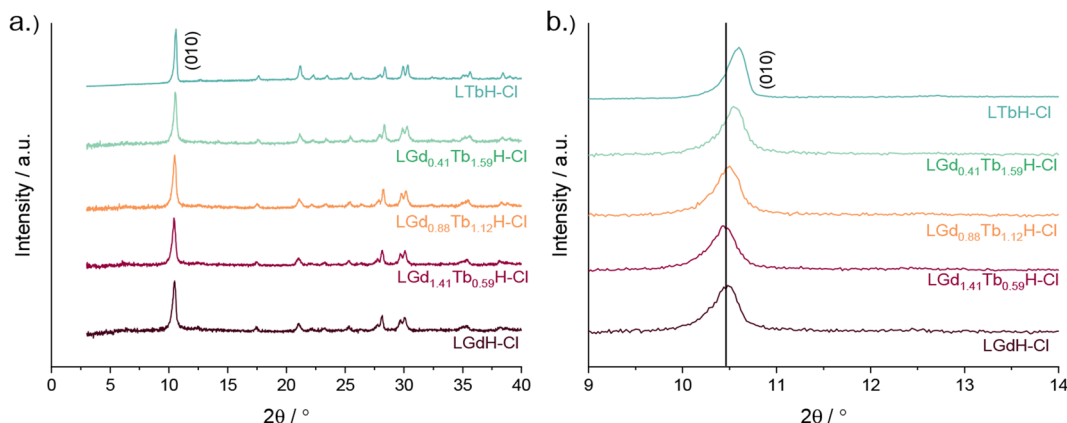 a.)
Intensity / a.u.
(010)
LTbH-Cl
LGd0.41Tb1.59H-Cl
LGd0.88Tb1.12H-Cl
LGd1.41Tb0.59H-Cl
LGdH-Cl
0 5 10 15 20 25 30 35 40
2θ / °
b.)
Intensity / a.u.
(010)
LTbH-Cl
LGd0.41Tb1.59H-Cl
LGd0.88Tb1.12H-Cl
LGd1.41Tb0.59H-Cl
LGdH-Cl
9 10 11 12 13 14
2θ / °